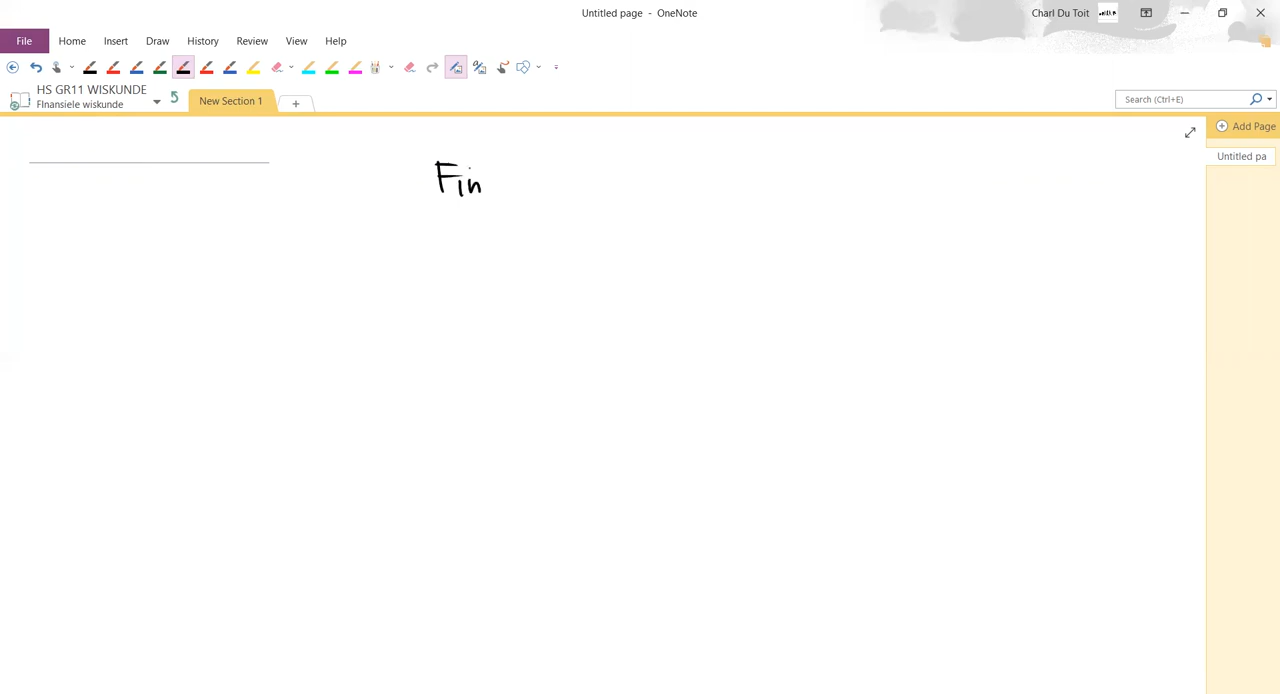 Untitled page - OneNote
Charl Du Toit
File Home Insert Draw History Review View Help
HS GR11 WISKUNDE
FInansiele wiskunde
New Section 1
Search (Ctrl+E)
Add Page
Untitled pa
Fin